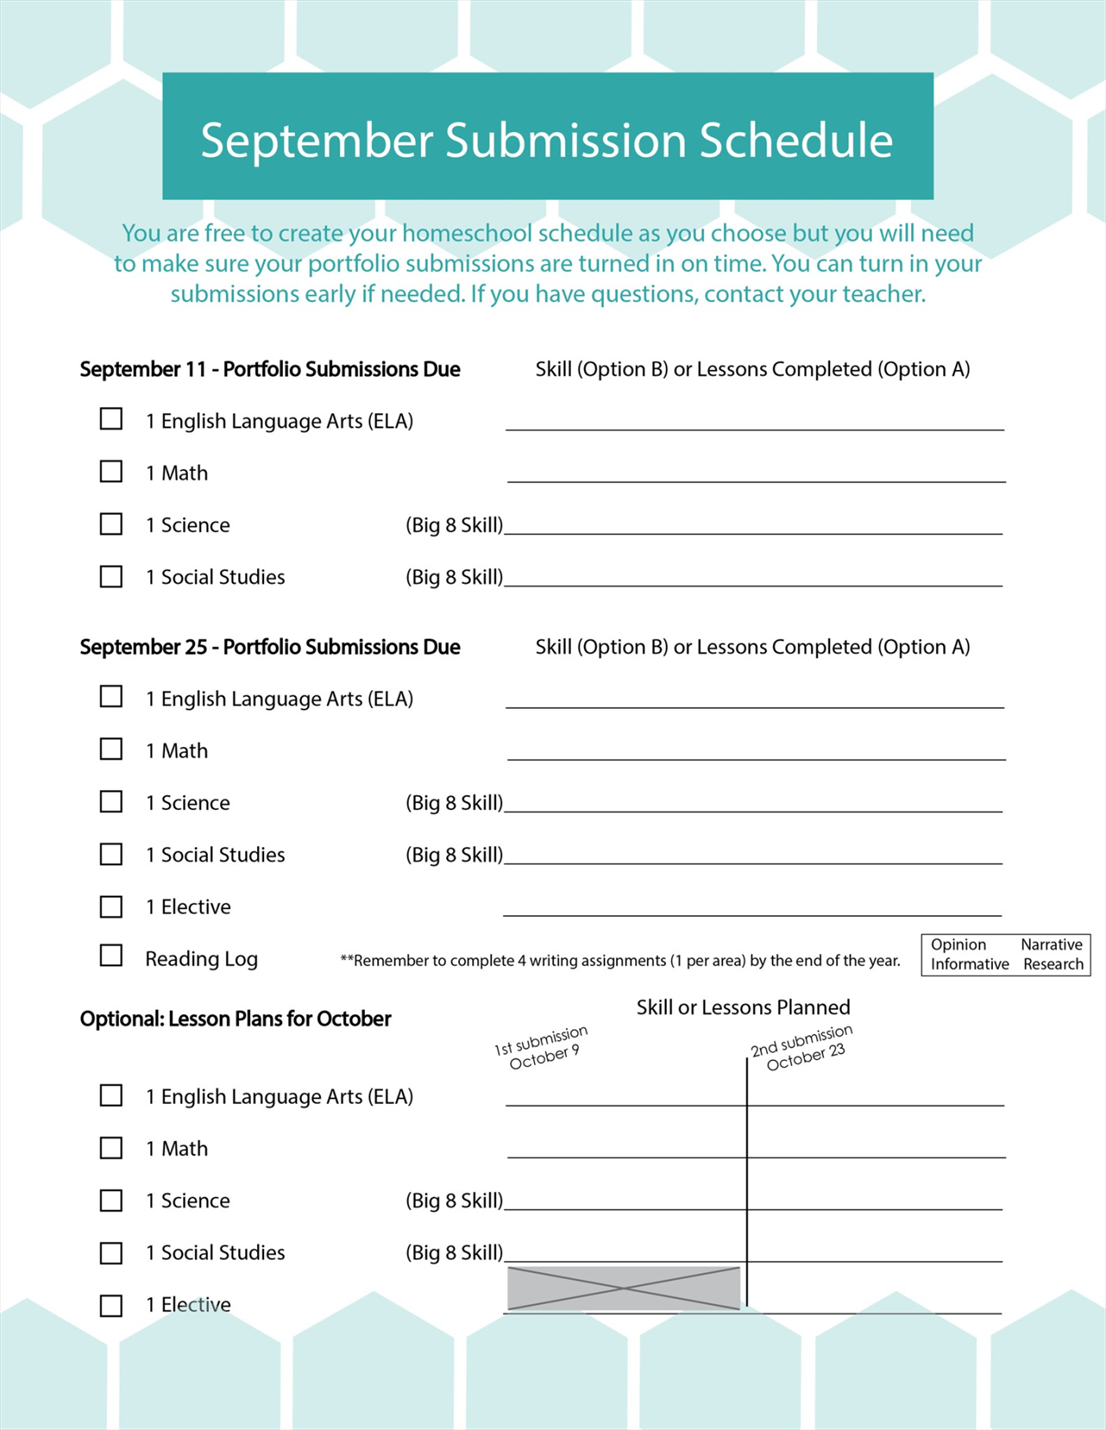 September Submission Schedule
You are free to create your homeschool schedule as you choose but you will need
to make sure your portfolio submissions are turned in on time. You can turn in your
submissions early if needed. If you have questions, contact your teacher.
September 11 - Portfolio Submissions Due Skill (Option B) or Lessons Completed (Option A)
1 English Language Arts (ELA)
1 Math
1 Science (Big 8 Skill)
1 Social Studies (Big 8 Skill)
September 25 - Portfolio Submissions Due Skill (Option B) or Lessons Completed (Option A)
1 English Language Arts (ELA)
1 Math
1 Science (Big 8 Skill)
1 Social Studies (Big 8 Skill)
1 Elective
Reading Log **Remember to complete 4 writing assignments (1 per area) by the end of the year.
Opinion Narrative
Informative Research
Optional: Lesson Plans for October
Skill or Lessons Planned
1st submission
October 9
2nd submission
October 23
1 English Language Arts (ELA)
1 Math
1 Science (Big 8 Skill)
1 Social Studies (Big 8 Skill)
1 Elective